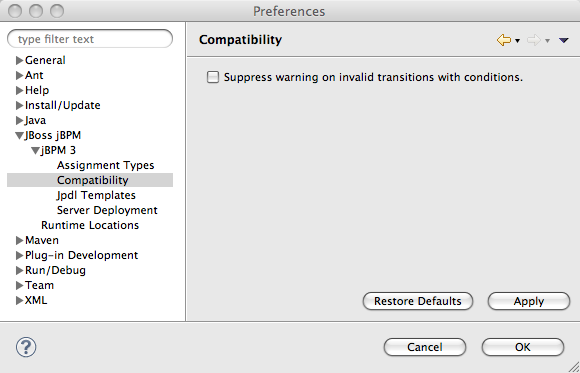 Preferences
type filter text
General
Ant
Help
Install/Update
Java
JBoss jBPM
jBPM 3
Assignment Types
Compatibility
Jpdl Templates
Server Deployment
Runtime Locations
Maven
Plug-in Development
Run/Debug
Team
XML
Compatibility
Suppress warning on invalid transitions with conditions.
Restore Defaults
Apply
?
Cancel
OK